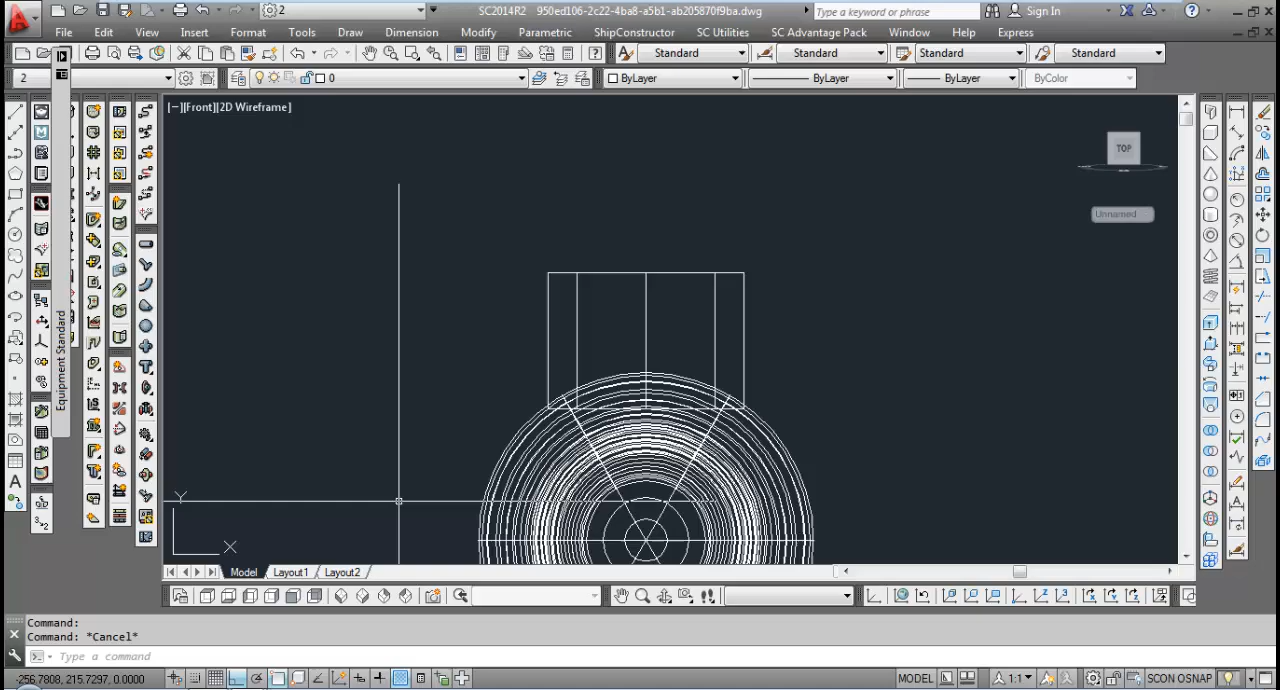 2
SC2014R2 950ed106-2c22-4ba8-a5b1-ab205870f9ba.dwg
Type a keyword or phrase
Sign In
File Edit View Insert Format Tools Draw Dimension Modify Parametric ShipConstructor SC Utilities SC Advantage Pack Window Help Express
Standard Standard Standard Standard
2 0 ByLayer ByLayer ByLayer ByColor
[−][Front][2D Wireframe]
TOP
Unnamed
Equipment Standard
Y
X
Model Layout1 Layout2
Command:
Command: *Cancel*
Type a command
-256.7808, 215.7297, 0.0000
MODEL
1:1
SCON OSNAP